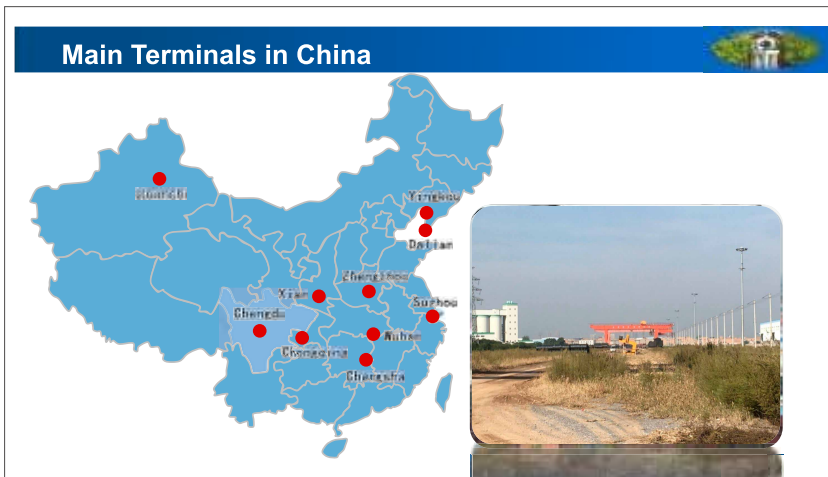 Main Terminals in China
Yingkou
Dalian
Zhengzhou
Xian
Suzhou
Chengdu
Wuhan
Chongqing
Changsha